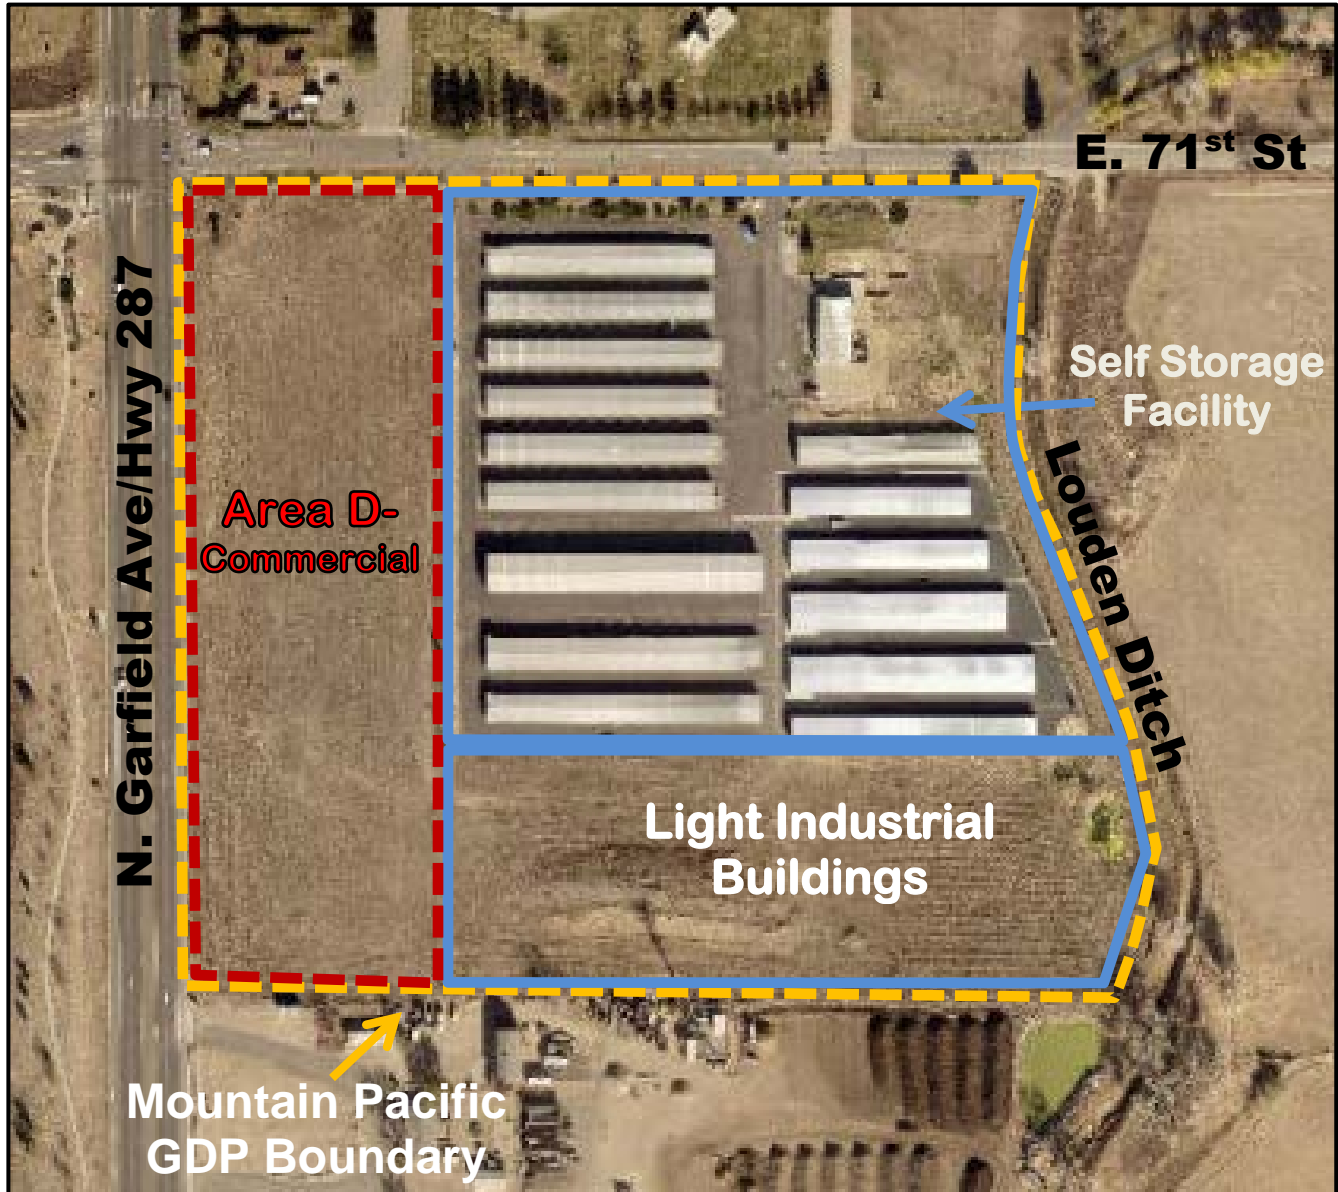 E. 71st St
N. Garfield Ave/Hwy 287
Self Storage
Facility
Area D-
Commercial
Louden Ditch
Light Industrial
Buildings
Mountain Pacific
GDP Boundary